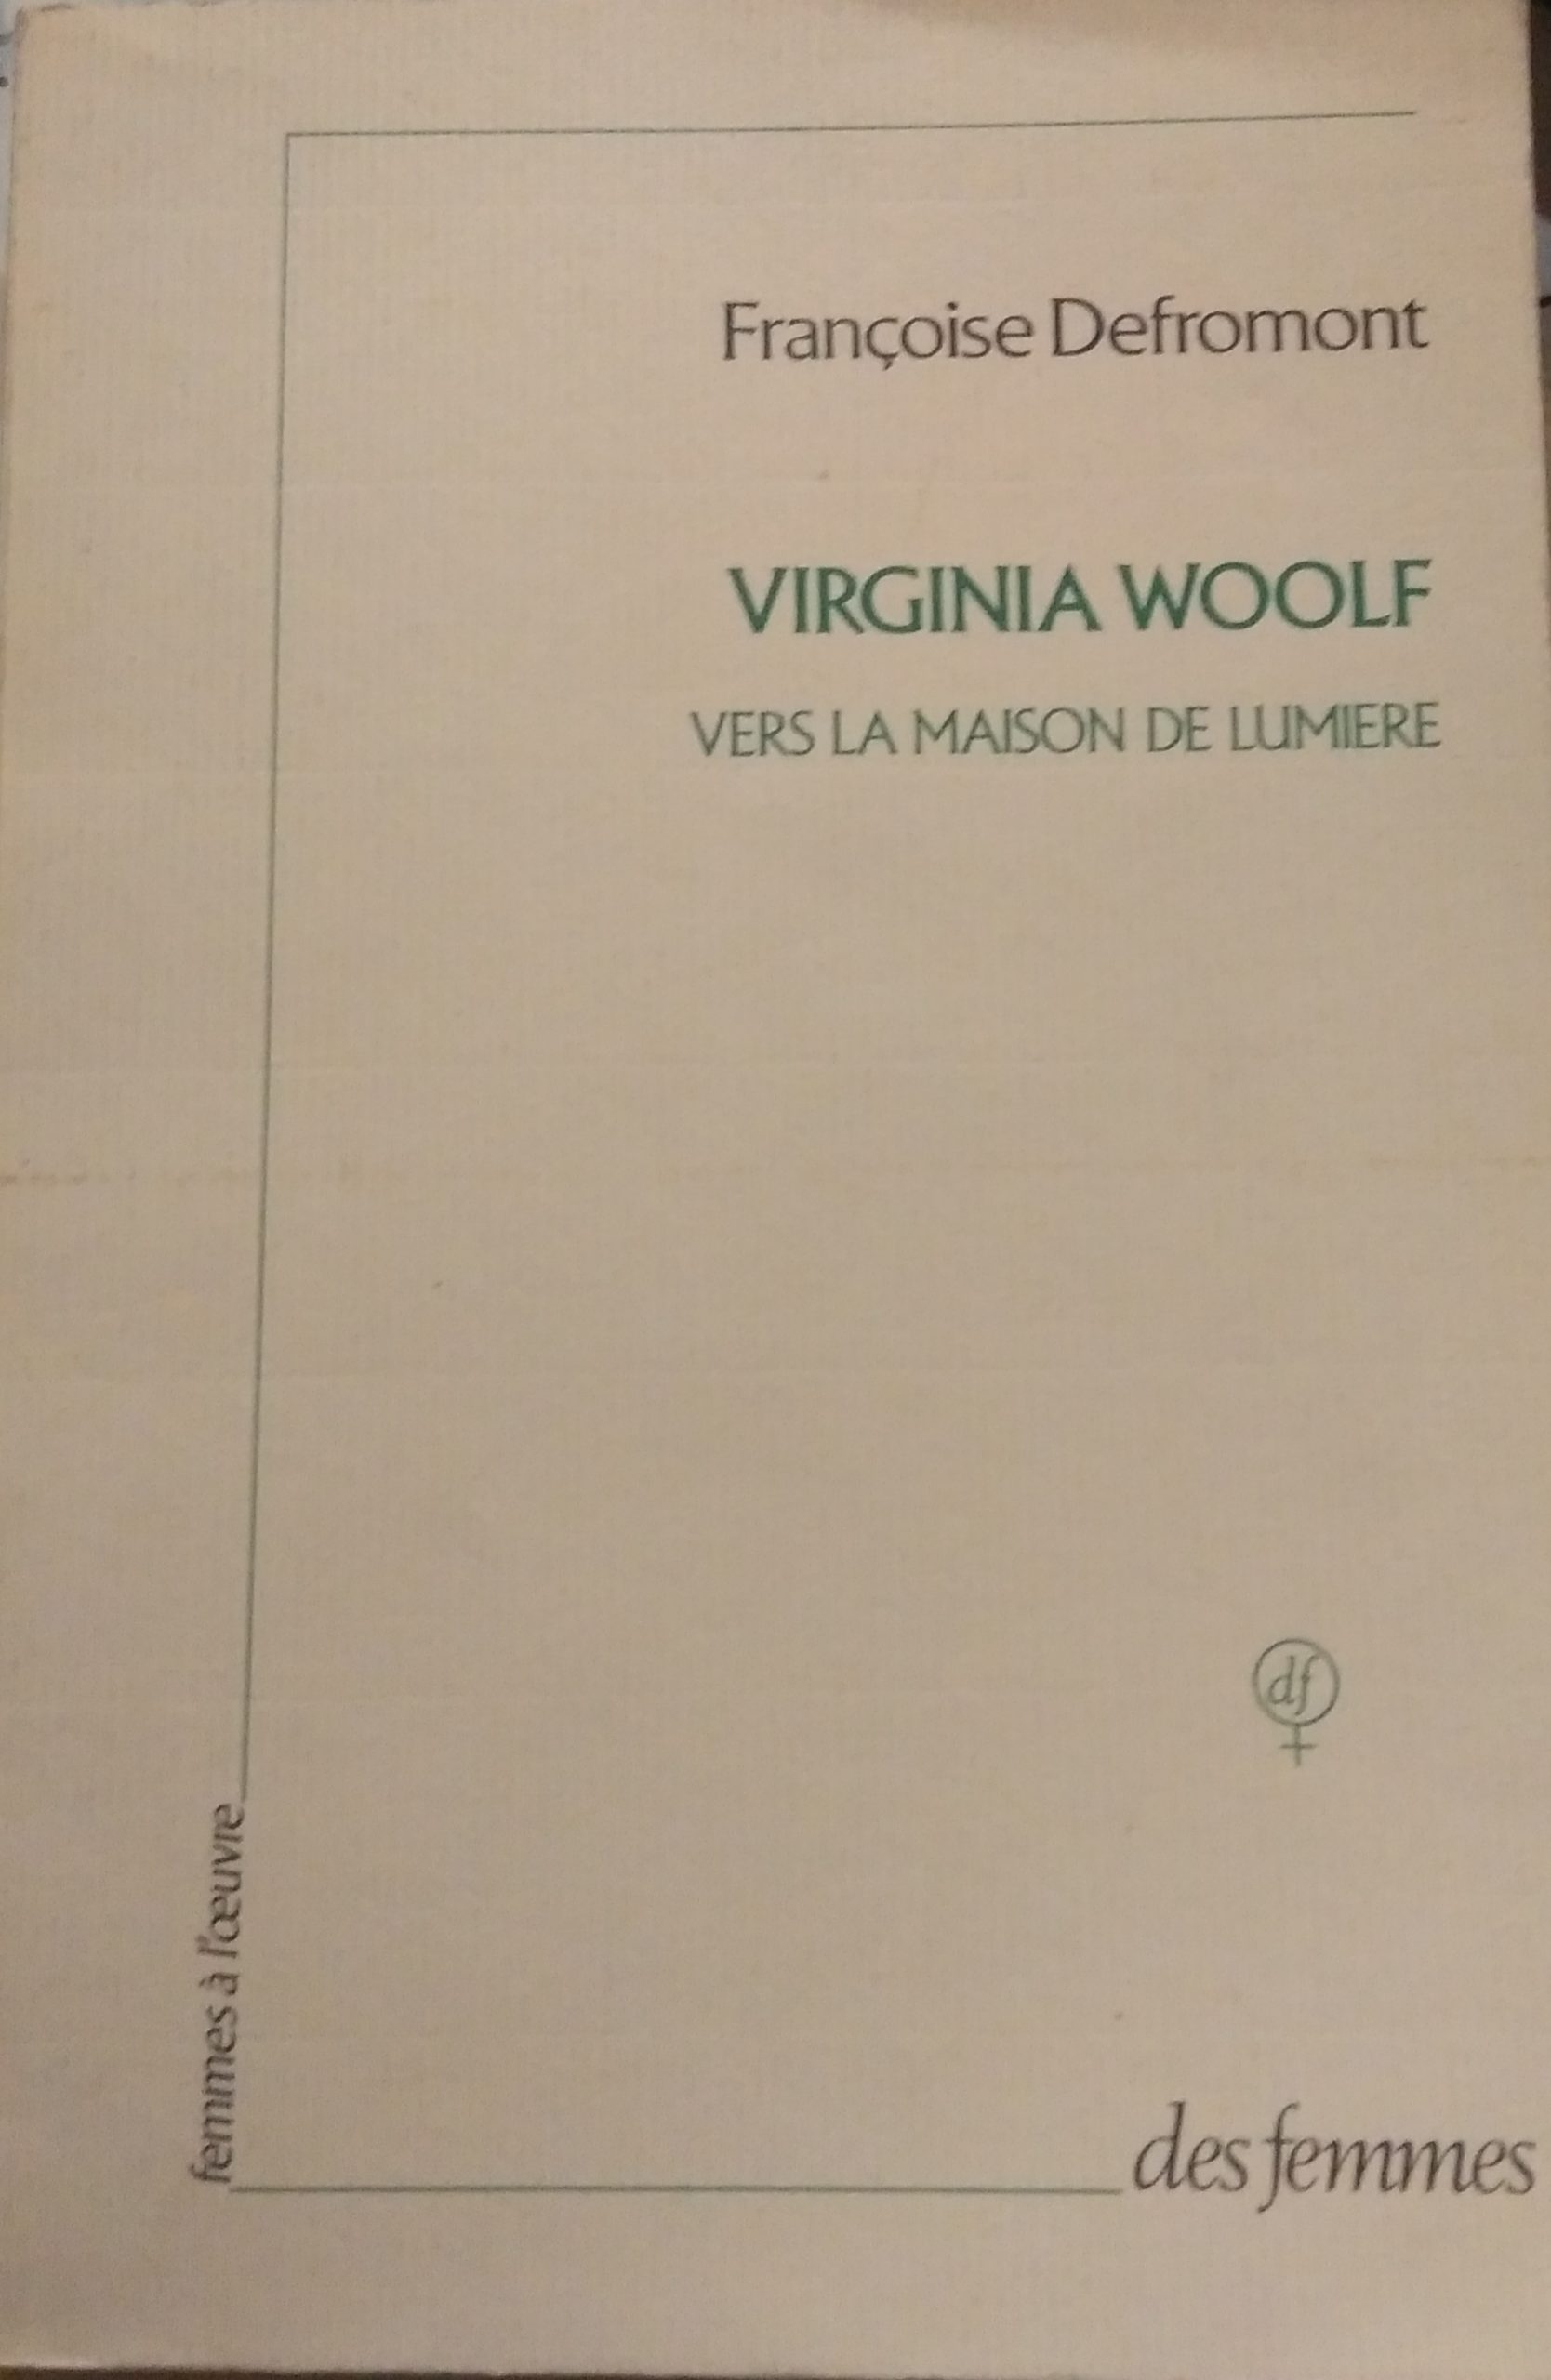 Françoise Defromont
VIRGINIA WOOLF
VERS LA MAISON DE LUMIERE
df
femmes à l'œuvre
des femmes